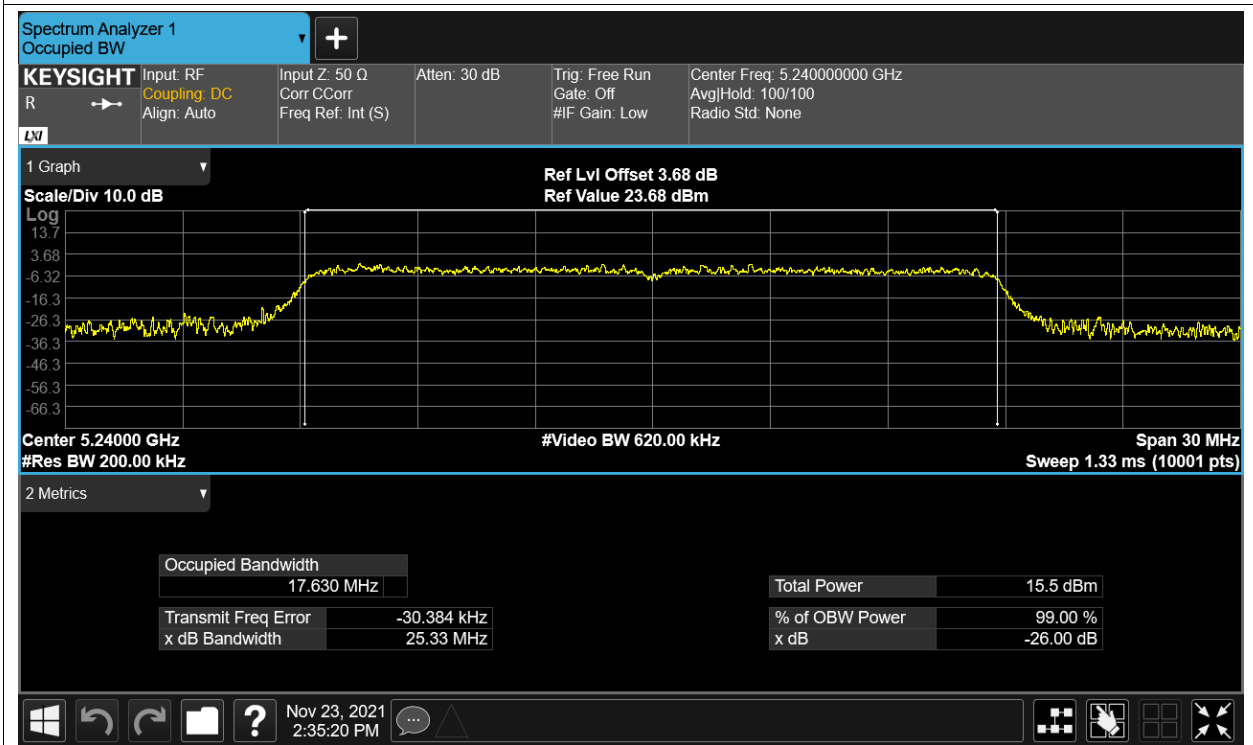 Spectrum Analyzer 1
Occupied BW
KEYSIGHT Input: RF Input Z: 50 Ω Atten: 30 dB Trig: Free Run Center Freq: 5.240000000 GHz
R Coupling: DC Corr CCorr Gate: Off Avg|Hold: 100/100
Align: Auto Freq Ref: Int (S) #IF Gain: Low Radio Std: None
LXI
1 Graph Ref Lvl Offset 3.68 dB
Scale/Div 10.0 dB Ref Value 23.68 dBm
Log
13.7
3.68
-6.32
-16.3
-26.3
-36.3
-46.3
-56.3
-66.3
Center 5.24000 GHz #Video BW 620.00 kHz Span 30 MHz
#Res BW 200.00 kHz Sweep 1.33 ms (10001 pts)
2 Metrics
Occupied Bandwidth
17.630 MHz Total Power 15.5 dBm
Transmit Freq Error -30.384 kHz % of OBW Power 99.00 %
x dB Bandwidth 25.33 MHz x dB -26.00 dB
? Nov 23, 2021
2:35:20 PM